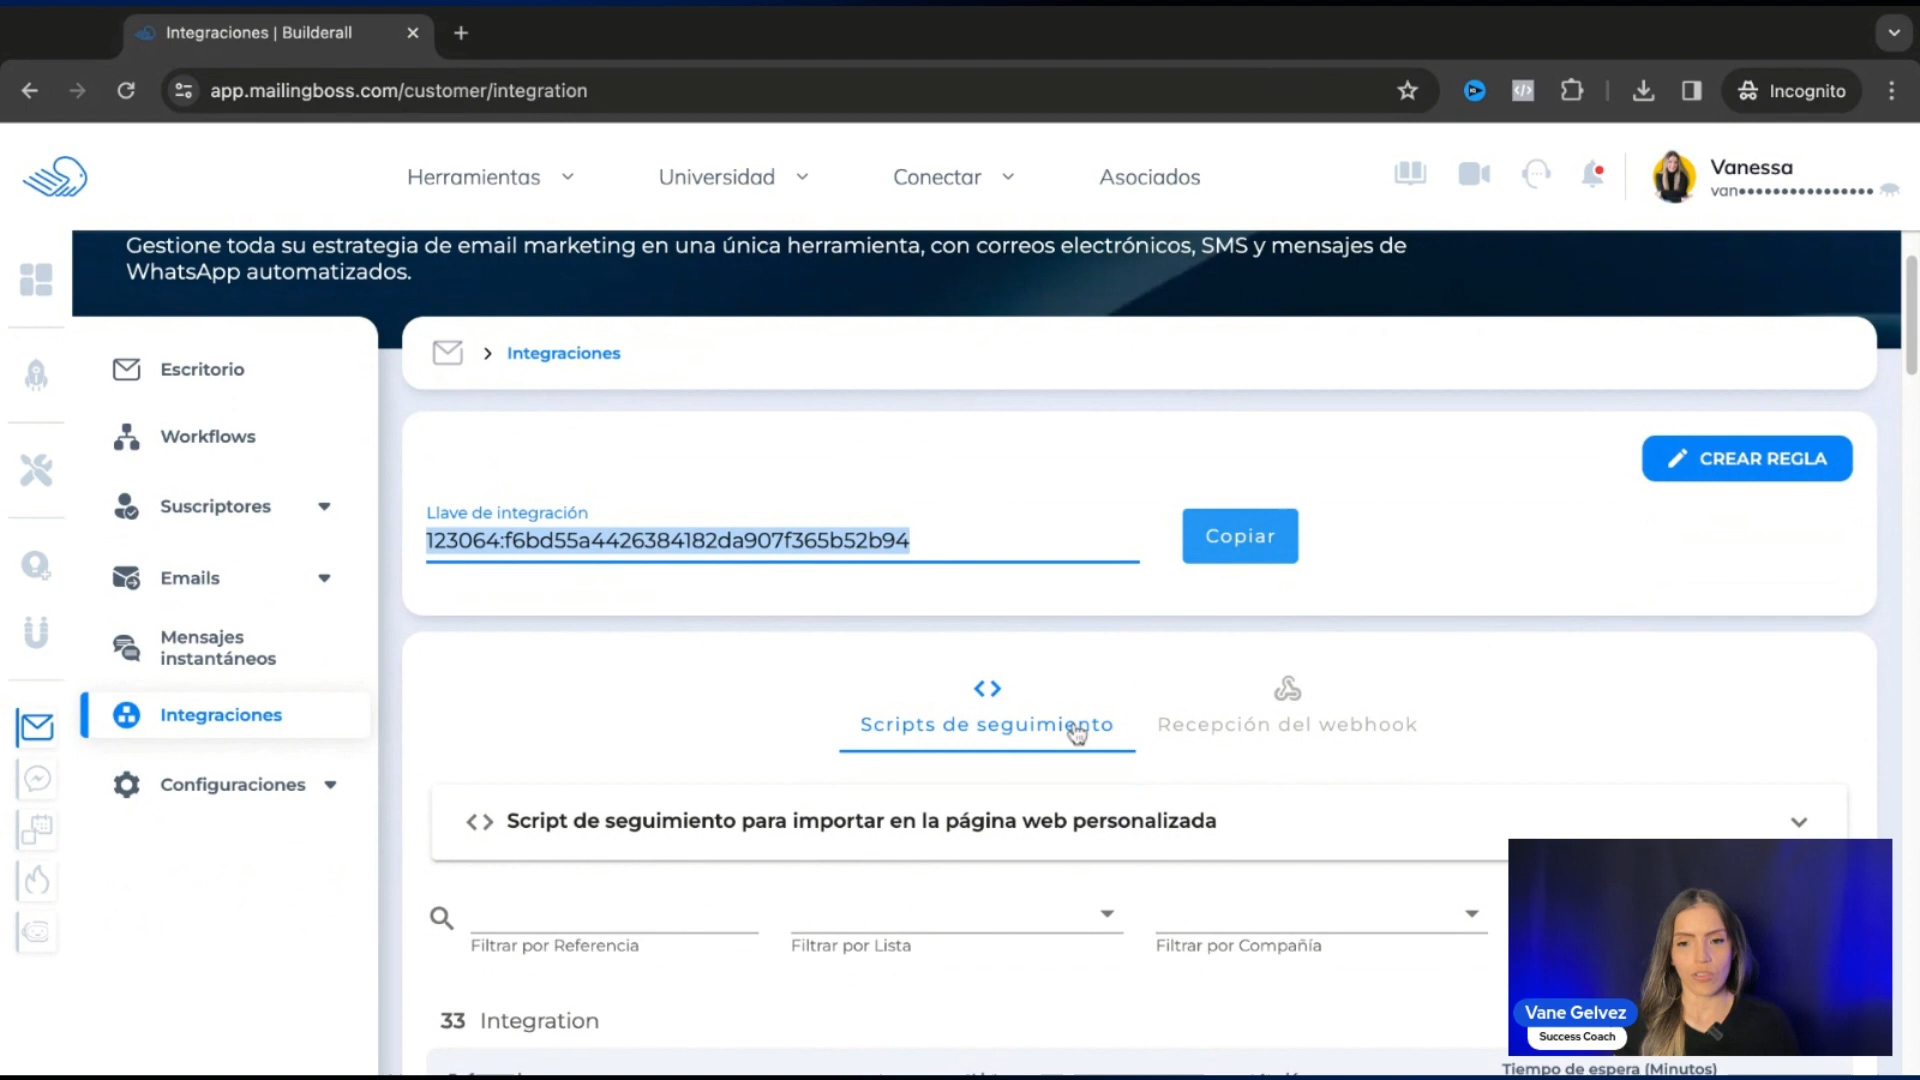 Integraciones | Builderall
app.mailingboss.com/customer/integration
Incognito
Herramientas
Universidad
Conectar
Asociados
Vanessa
van••••••••••••••••
Gestione toda su estrategia de email marketing en una única herramienta, con correos electrónicos, SMS y mensajes de
WhatsApp automatizados.
Escritorio
Workflows
Suscriptores
Emails
Mensajes
instantáneos
Integraciones
Configuraciones
Integraciones
CREAR REGLA
Llave de integración
123064:f6bd55a4426384182da907f365b52b94
Copiar
Scripts de seguimiento
Recepción del webhook
Script de seguimiento para importar en la página web personalizada
Filtrar por Referencia
Filtrar por Lista
Filtrar por Compañía
33 Integration
Vane Gelvez
Success Coach
Tiempo de espera (Minutos)